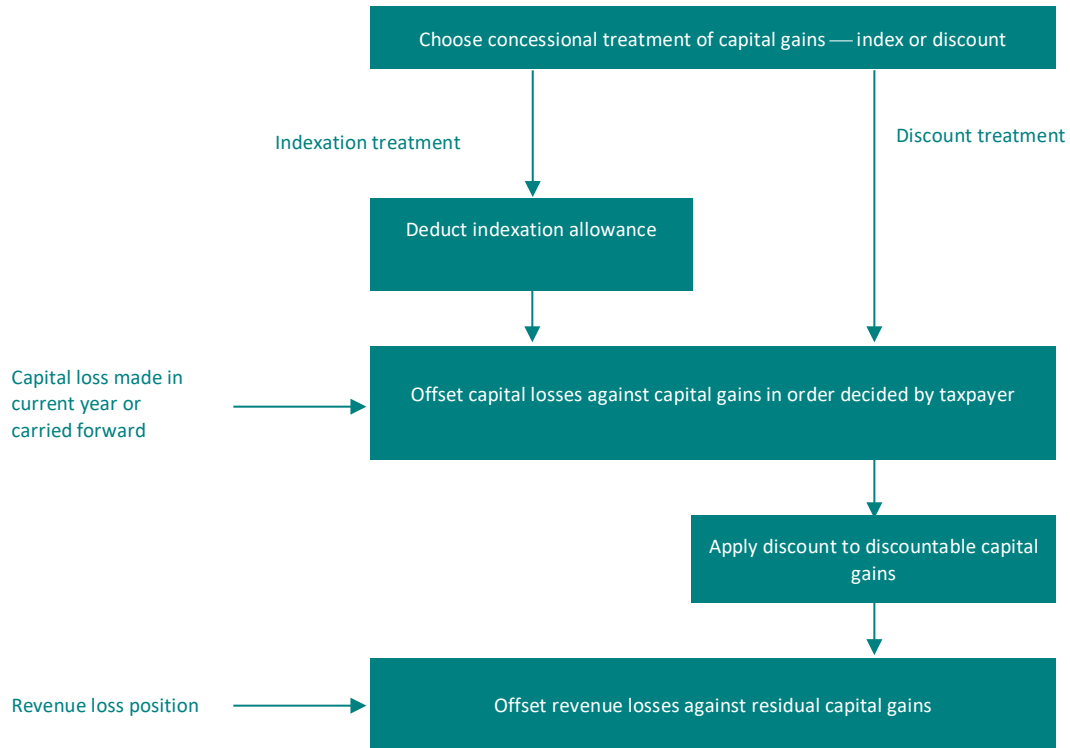 Choose concessional treatment of capital gains — index or discount
Indexation treatment
Discount treatment
Deduct indexation allowance
Capital loss made in
current year or
carried forward
Offset capital losses against capital gains in order decided by taxpayer
Apply discount to discountable capital
gains
Revenue loss position
Offset revenue losses against residual capital gains